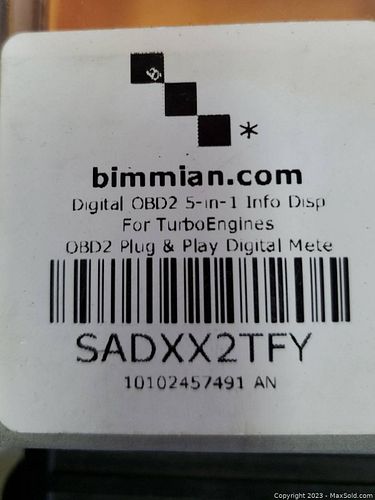 *
bimmian.com
Digital OBD2 5-in-1 Info Disp
For TurboEngines
OBD2 Plug & Play Digital Mete
SADXX2TFY
10102457491 AN
Copyright 2023 - MaxSold.com